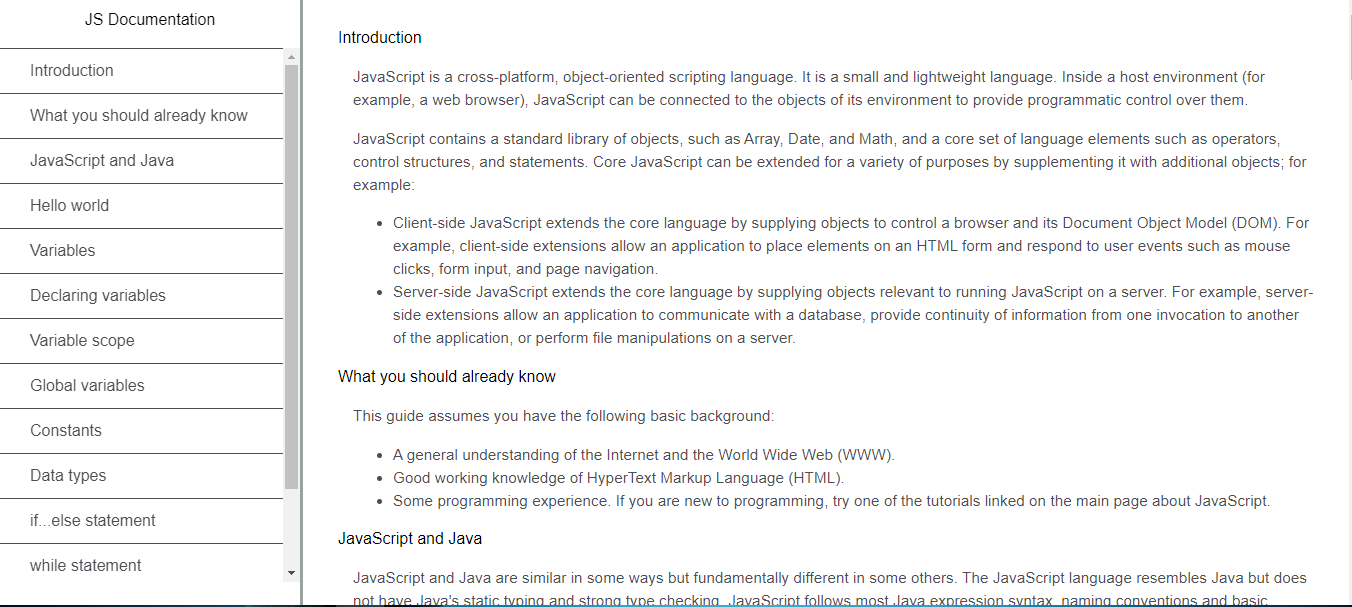 JS Documentation
Introduction
What you should already know
JavaScript and Java
Hello world
Variables
Declaring variables
Variable scope
Global variables
Constants
Data types
if...else statement
while statement
Introduction
JavaScript is a cross-platform, object-oriented scripting language. It is a small and lightweight language. Inside a host environment (for
example, a web browser), JavaScript can be connected to the objects of its environment to provide programmatic control over them.
JavaScript contains a standard library of objects, such as Array, Date, and Math, and a core set of language elements such as operators,
control structures, and statements. Core JavaScript can be extended for a variety of purposes by supplementing it with additional objects; for
example:
• Client-side JavaScript extends the core language by supplying objects to control a browser and its Document Object Model (DOM). For
example, client-side extensions allow an application to place elements on an HTML form and respond to user events such as mouse
clicks, form input, and page navigation.
• Server-side JavaScript extends the core language by supplying objects relevant to running JavaScript on a server. For example, server-
side extensions allow an application to communicate with a database, provide continuity of information from one invocation to another
of the application, or perform file manipulations on a server.
What you should already know
This guide assumes you have the following basic background:
• A general understanding of the Internet and the World Wide Web (WWW).
• Good working knowledge of HyperText Markup Language (HTML).
• Some programming experience. If you are new to programming, try one of the tutorials linked on the main page about JavaScript.
JavaScript and Java
JavaScript and Java are similar in some ways but fundamentally different in some others. The JavaScript language resembles Java but does
not have Java's static typing and strong type checking. JavaScript follows most Java expression syntax, naming conventions and basic